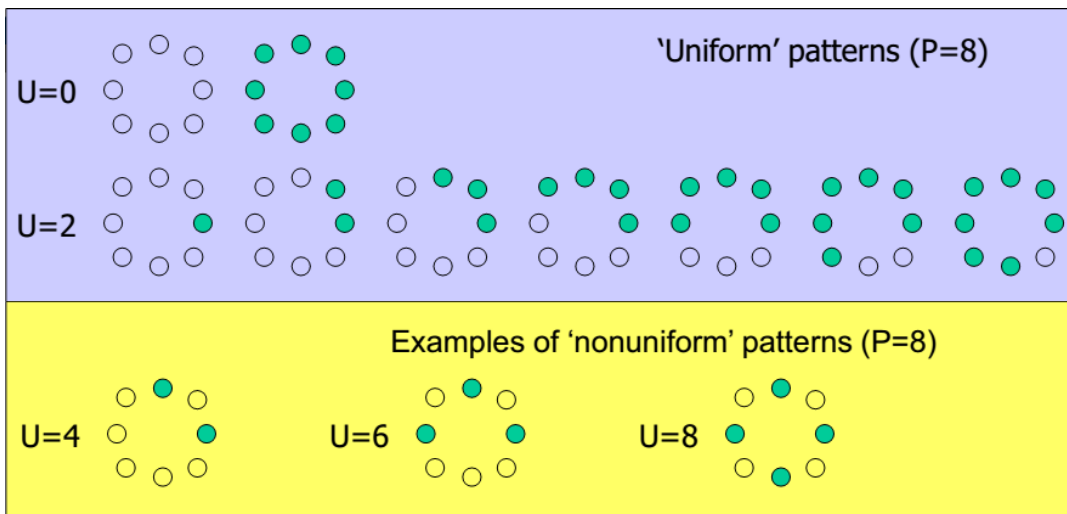 ‘Uniform’ patterns (P=8)
U=0
U=2
Examples of ‘nonuniform’ patterns (P=8)
U=4
U=6
U=8